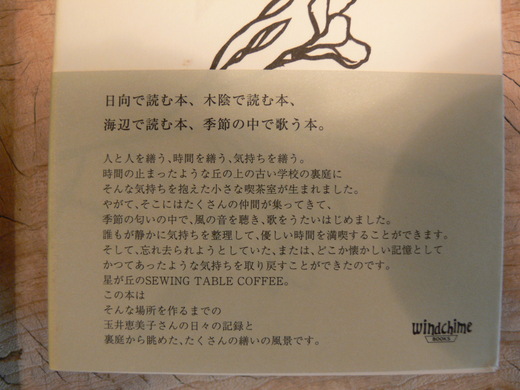 日向で読む本、木陰で読む本、
海辺で読む本、季節の中で歌う本。
人と人を繕う、時間を繕う、気持ちを繕う。
時間の止まったような丘の上の古い学校の裏庭に
そんな気持ちを抱えた小さな喫茶室が生まれました。
やがて、そこにはたくさんの仲間が集ってきて、
季節の匂いの中で、風の音を聴き、歌をうたいはじめました。
誰もが静かに気持ちを整理して、優しい時間を満喫することができます。
そして、忘れ去られようとしていた、または、どこか懐かしい記憶として
かつてあったような気持ちを取り戻すことができたのです。
星が丘のSEWING TABLE COFFEE。
この本は
そんな場所を作るまでの
玉井恵美子さんの日々の記録と
裏庭から眺めた、たくさんの繕いの風景です。
windchime
BOOKS